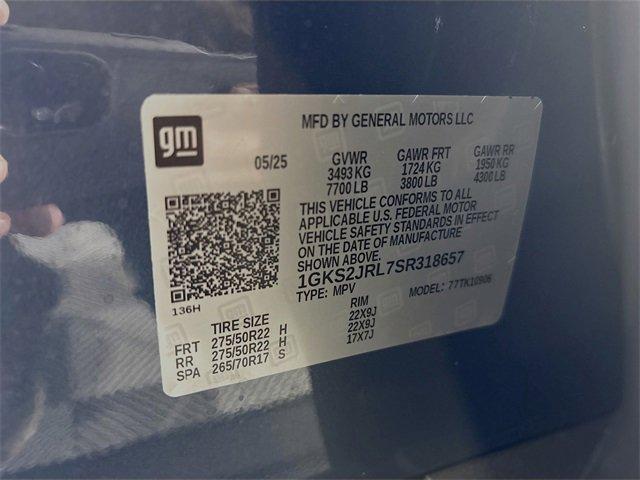 gm
MFD BY GENERAL MOTORS LLC
05/25 GVWR GAWR FRT GAWR RR
3493 KG 1724 KG 1950 KG
7700 LB 3800 LB 4300 LB
THIS VEHICLE CONFORMS TO ALL
APPLICABLE U.S. FEDERAL MOTOR
VEHICLE SAFETY STANDARDS IN EFFECT
ON THE DATE OF MANUFACTURE
SHOWN ABOVE.
1GKS2JRL7SR318657
TYPE: MPV MODEL: 77TK10906
136H
TIRE SIZE RIM
FRT 275/50R22 H 22X9J
RR 275/50R22 H 22X9J
SPA 265/70R17 S 17X7J